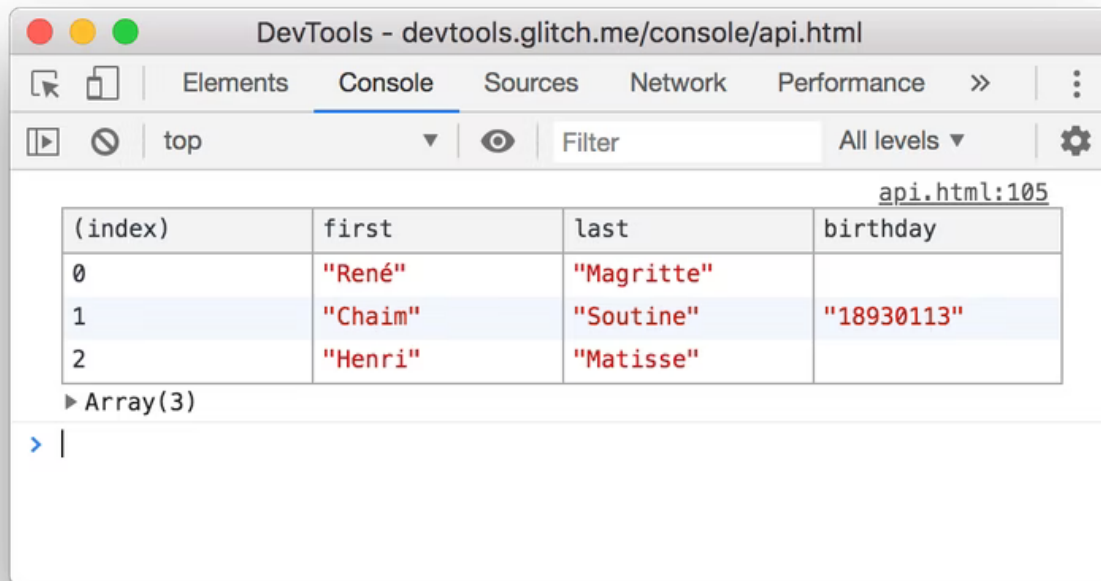 DevTools - devtools.glitch.me/console/api.html
Elements Console Sources Network Performance »
top ▼ Filter All levels ▼
api.html:105
(index) first last birthday
0 "René" "Magritte"
1 "Chaim" "Soutine" "18930113"
2 "Henri" "Matisse"
▶ Array(3)
>